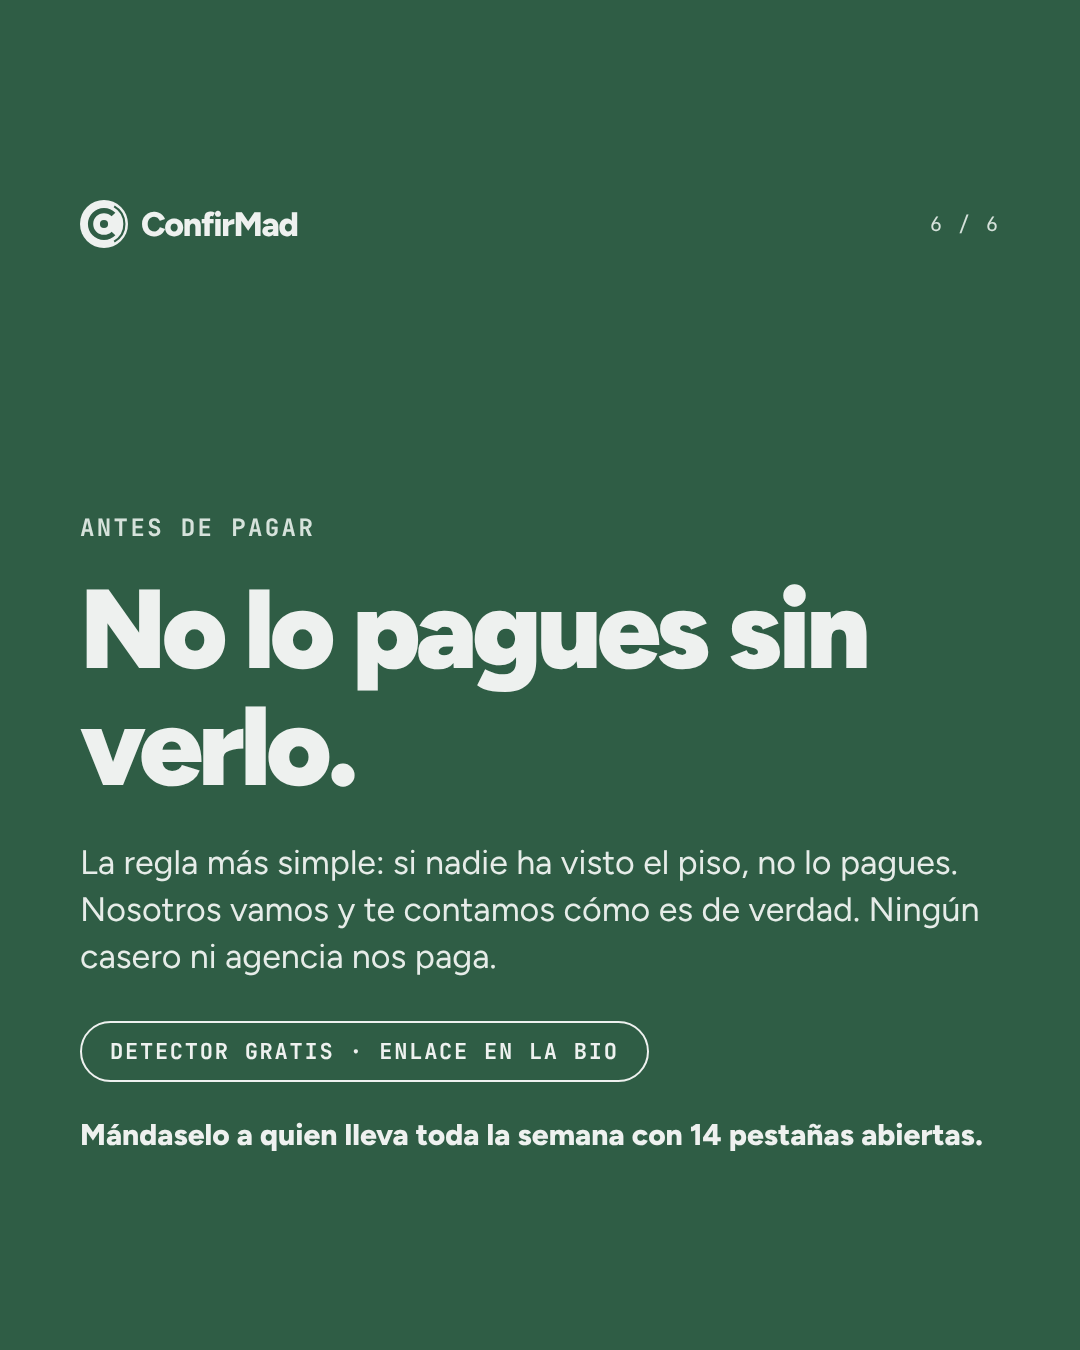 ConfirMad
6 / 6
ANTES DE PAGAR
No lo pagues sin
verlo.
La regla más simple: si nadie ha visto el piso, no lo pagues.
Nosotros vamos y te contamos cómo es de verdad. Ningún
casero ni agencia nos paga.
DETECTOR GRATIS · ENLACE EN LA BIO
Mándaselo a quien lleva toda la semana con 14 pestañas abiertas.